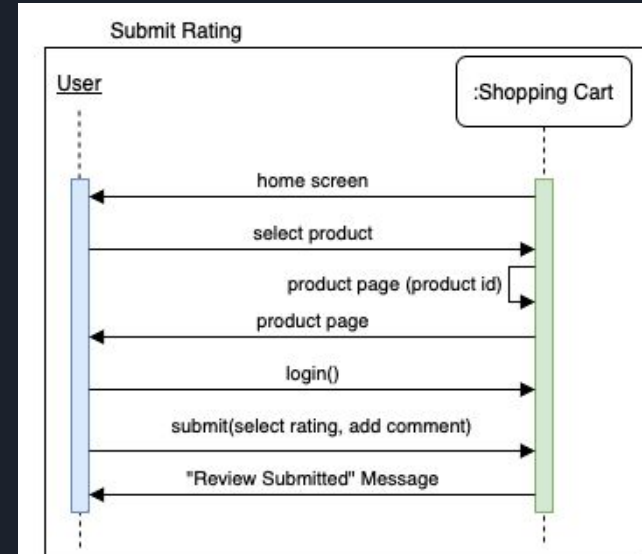 Submit Rating
User
:Shopping Cart
home screen
select product
product page (product id)
product page
login()
submit(select rating, add comment)
"Review Submitted" Message